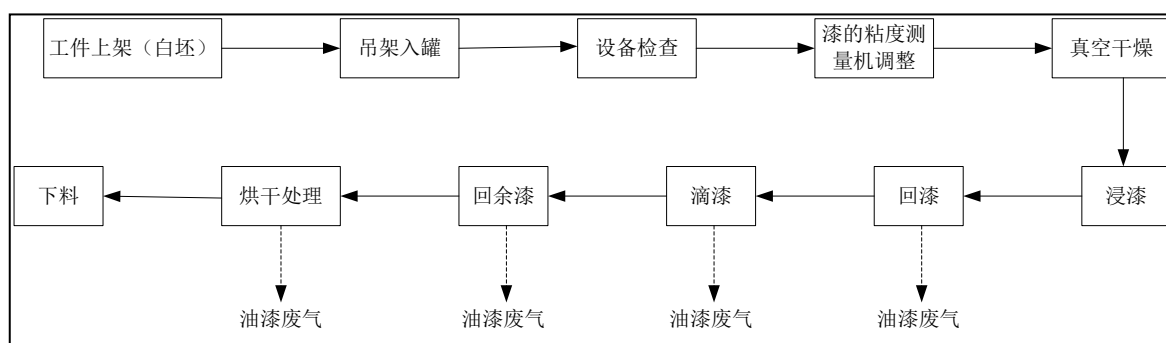 工件上架（白坯）
吊架入罐
设备检查
漆的粘度测
量机调整
真空干燥
浸漆
回漆
滴漆
回余漆
烘干处理
下料
油漆废气
油漆废气
油漆废气
油漆废气